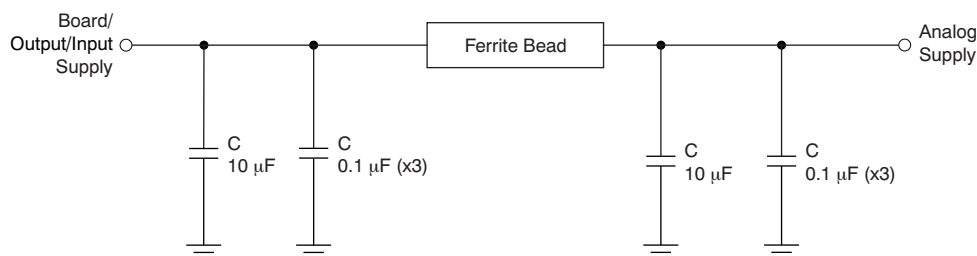 Board/
Output/Input
Supply
Ferrite Bead
Analog
Supply
C
10 μF
C
0.1 μF (x3)
C
10 μF
C
0.1 μF (x3)